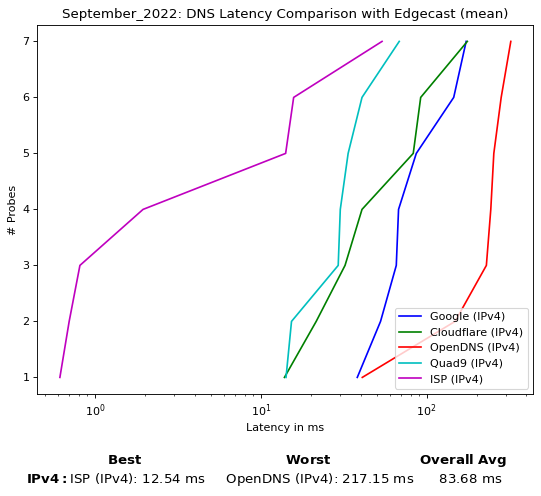 September_2022: DNS Latency Comparison with Edgecast (mean)
7
6
5
4
3
2
1
# Probes
10^0
10^1
10^2
Latency in ms
Google (IPv4)
Cloudflare (IPv4)
OpenDNS (IPv4)
Quad9 (IPv4)
ISP (IPv4)
Best Worst Overall Avg
IPv4: ISP (IPv4): 12.54 ms OpenDNS (IPv4): 217.15 ms 83.68 ms